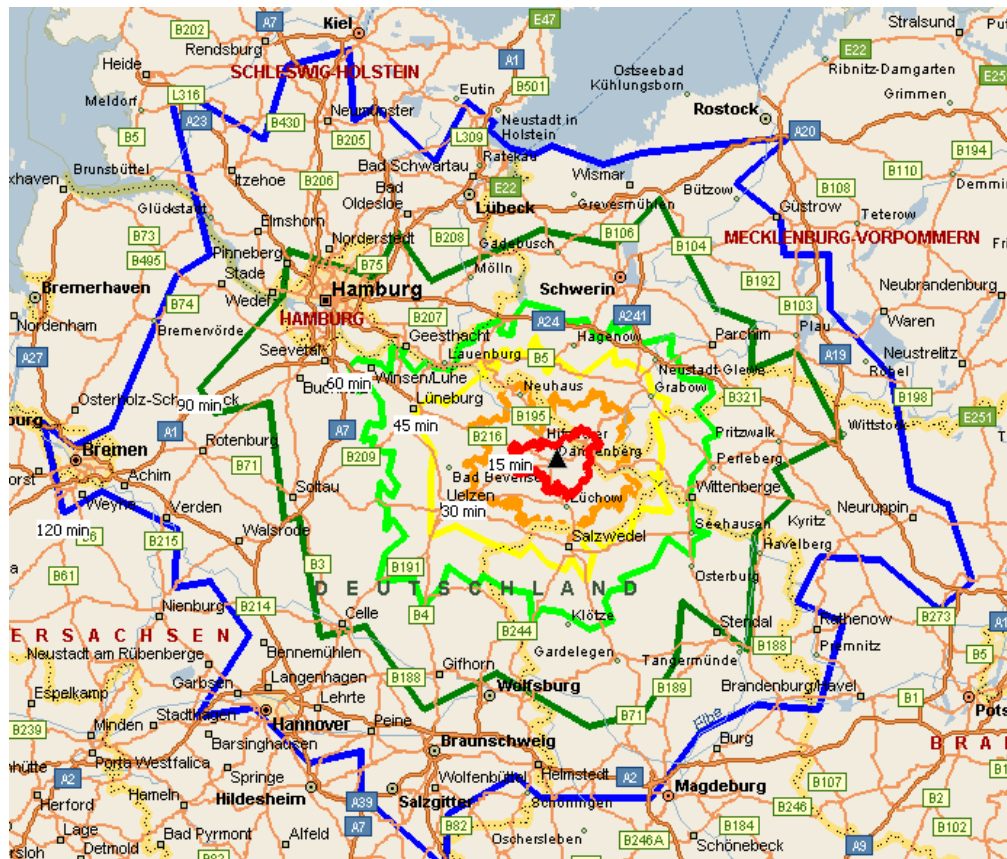 Kiel
A7
E47
B202
Rendsburg
Stralsund
Heide
SCHLESWIG-HOLSTEIN
A1
E22
Ribnitz-Damgarten
Ostseebad
Kühlungsborn
Grimmen
L316
Meldorf
Eutin
B501
Rostock
A23
B430
Neumünster
Neustadt in
Holstein
B5
B205
L309
A20
B194
Ratekau
Bad Schwartau
Brunsbüttel
Itzehoe
B206
Bad
Oldesloe
E22
Wismar
B110
Lübeck
Grevesmühlen
Bützow
B108
Glückstadt
Güstrow
Teterow
Elmshorn
B73
Norderstedt
B208
Gadebusch
B106
B104
MECKLENBURG-VORPOMMERN
B495
Pinneberg
B75
Mölln
Stade
Hamburg
Schwerin
B192
Neubrandenburg
Bremerhaven
Wedel
B74
HAMBURG
B207
A24
A241
B103
Waren
Nordenham
Bremervörde
Geesthacht
Hagenow
Parchim
Plau
Seevetal
Lauenburg
B5
A27
A19
Neustrelitz
60 min
Winsen/Luhe
Neuhaus
Neustadt-Glewe
Grabow
Röbel
Lüneburg
B321
B198
90 min
Osterholz-Sch
B195
E251
45 min
A1
A7
B216
Pritzwalk
Wittstock
Bremen
Rotenburg
B209
15 min
Dannenberg
B71
Bad Bevensen
Perleberg
Achim
Uelzen
Lüchow
Wittenberge
Weyhe
Soltau
30 min
Verden
Neuruppin
120 min
Walsrode
Seehausen
Kyritz
B215
Salzwedel
Havelberg
B61
B3
B191
Osterburg
DEUTSCHLAND
Nienburg
B214
Celle
B4
Klötze
B273
Stendal
Rathenow
B244
B188
B5
Neustadt am Rübenberge
Bennemühlen
Gardelegen
Tangermünde
Premnitz
Gifhorn
Espelkamp
Garbsen
Langenhagen
B188
Wolfsburg
B189
Brandenburg/Havel
B1
Lehrte
Stadthagen
Minden
Hannover
B71
Elbe
B239
Peine
Barsinghausen
Braunschweig
Burg
Porta Westfalica
A2
Springe
Wolfenbüttel
Helmstedt
A2
Magdeburg
B107
Herford
Hameln
Hildesheim
A39
Salzgitter
Schöningen
B246
B2
Lage
Bad Pyrmont
Alfeld
A7
B82
Oschersleben
B246A
B184
Schönebeck
B102
Detmold
A9